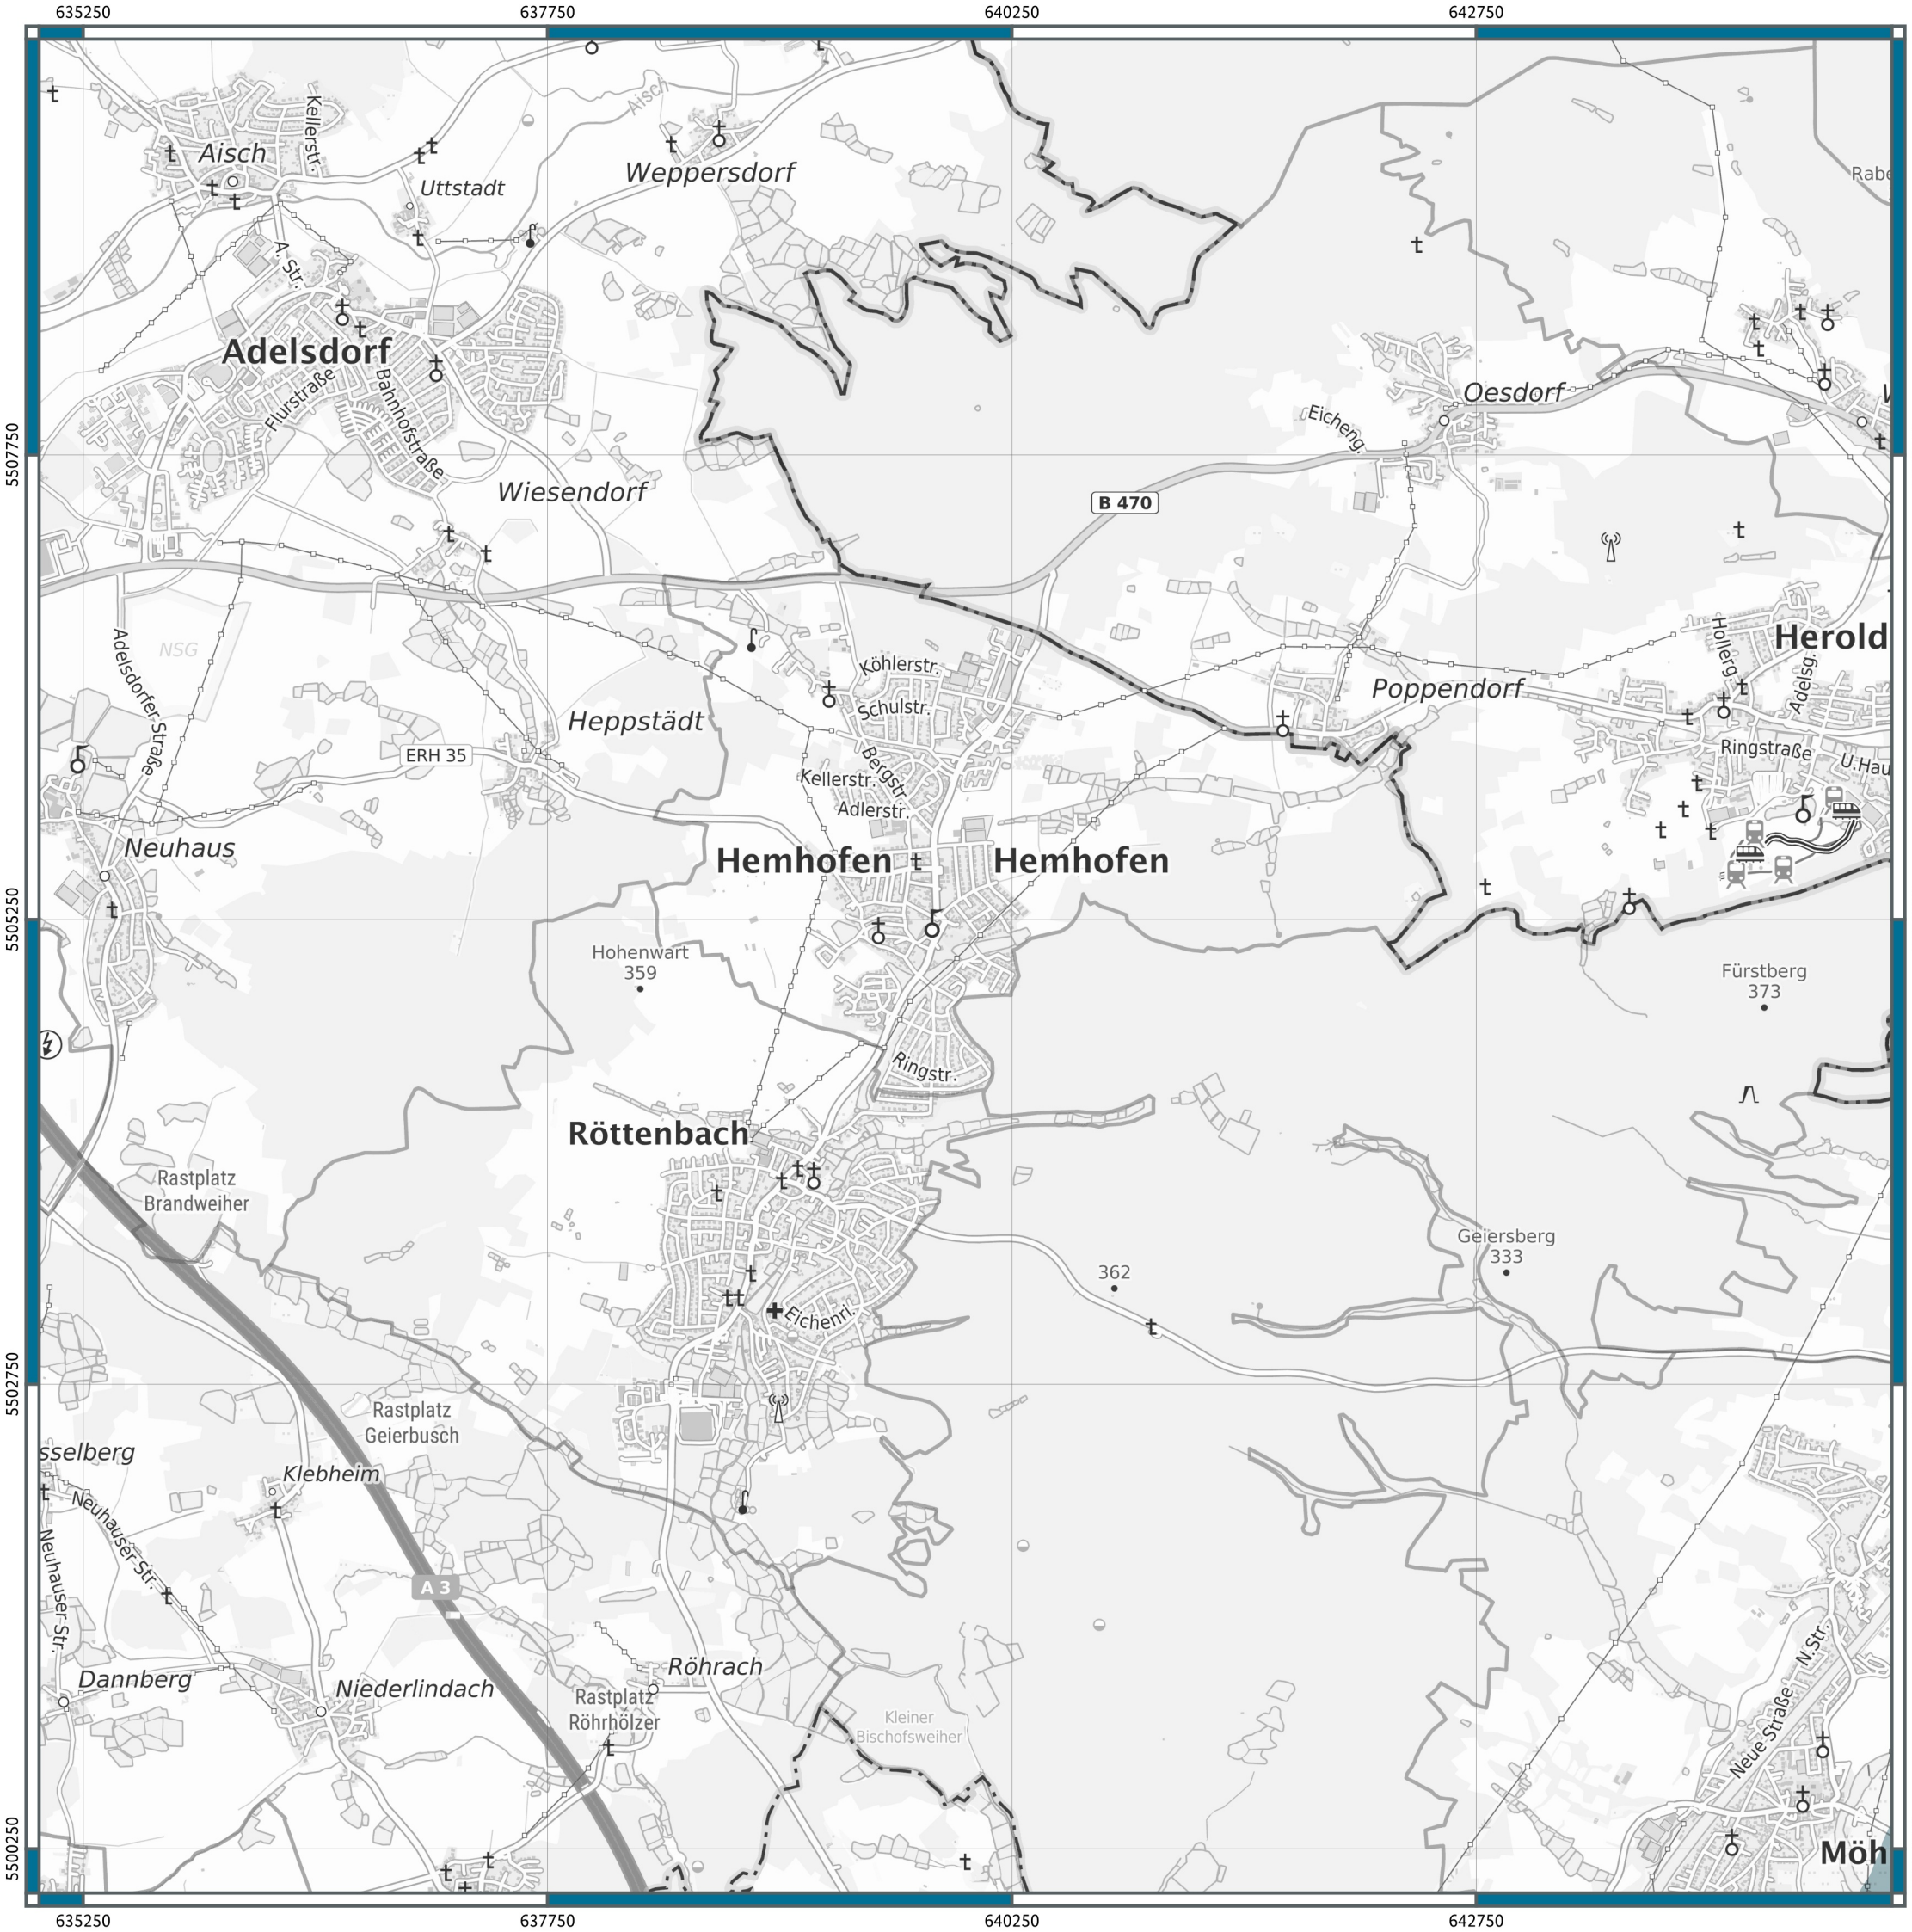 635250
637750
640250
642750
Kellerstr.
Aisch
Aisch
Uttstadt
Weppersdorf
Rabe
A. Str.
Adelsdorf
Flurstraße
Bahnhofstraße
Oesdorf
Eicheng.
5507750
Wiesendorf
B 470
NSG
Adelsdorfer Straße
Herold
Hollerg.
Adelsg.
Köhlerstr.
Schulstr.
Poppendorf
Heppstädt
ERH 35
Bergstr.
Kellerstr.
Adlerstr.
Ringstraße
U.Hau
Neuhaus
Hemhofen
Hemhofen
5505250
Hohenwart
359
Fürstberg
373
Ringstr.
Röttenbach
Rastplatz
Brandweiher
Geiersberg
333
362
Eichenri.
5502750
Rastplatz
Geierbusch
sselberg
Klebheim
Neuhauser Str.
Neuhauser Str.
A 3
N.Str.
Röhrach
Dannberg
Niederlindach
Rastplatz
Röhrhölzer
Kleiner
Bischofsweiher
Neue Straße
5500250
Möh
635250
637750
640250
642750